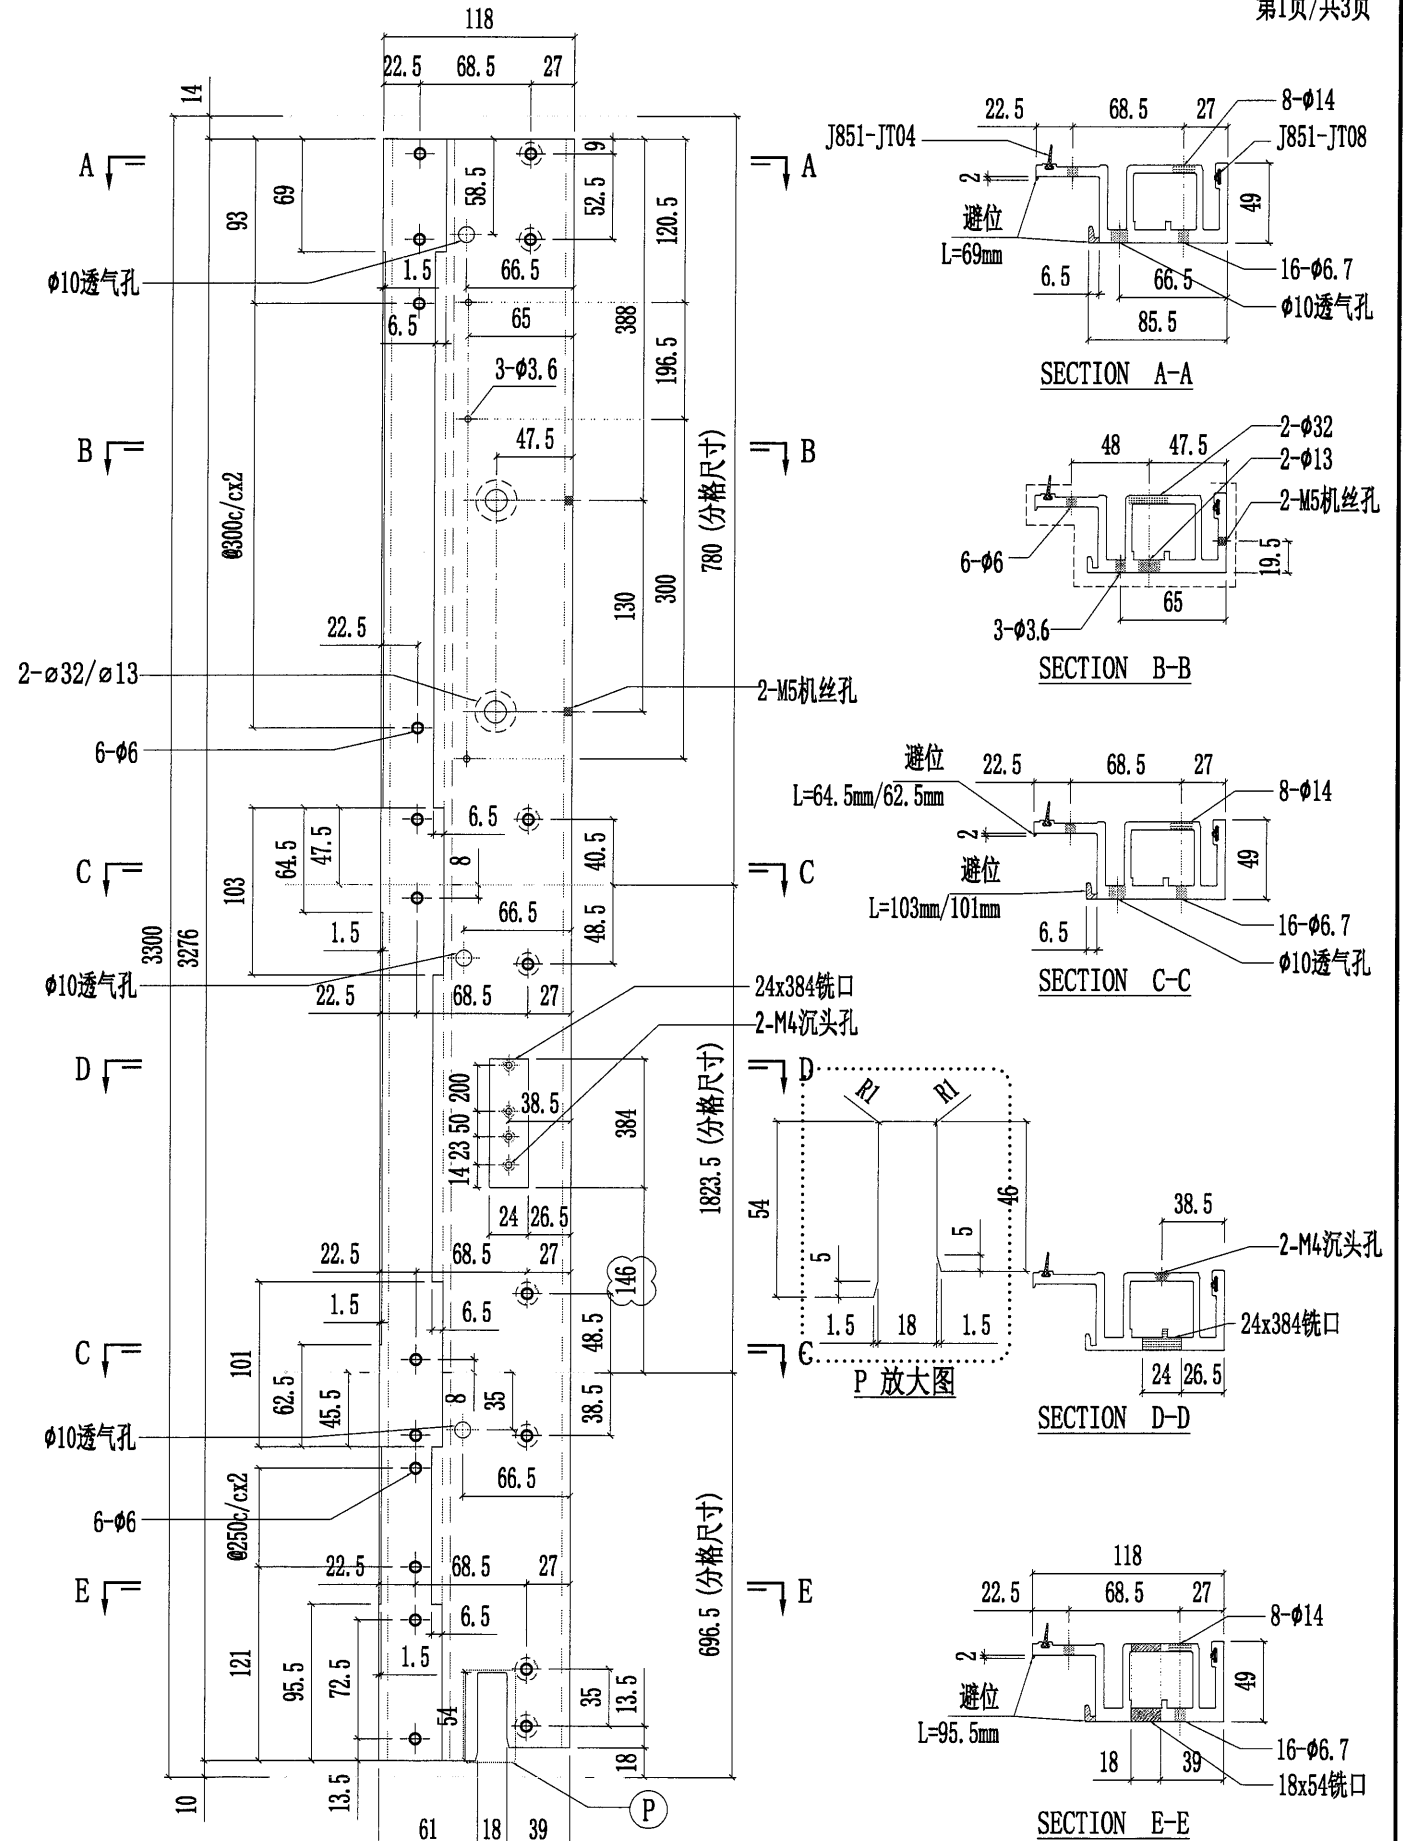 第1页/共3页
118
22.5 68.5 27
14
A A
93
69
58.5
9
52.5
120.5
ϕ10透气孔
1.5
66.5
6.5
65
388
196.5
3-ϕ3.6
B B
47.5
@300c/cx2
780 (分格尺寸)
130
300
22.5
2-⌀32/⌀13
2-M5机丝孔
6-ϕ6
6.5
64.5
47.5
8
40.5
C C
103
66.5
48.5
1.5
3300
3276
ϕ10透气孔
22.5 68.5 27
24x384铣口
2-M4沉头孔
D D
200
50
23
14
38.5
384
1823.5 (分格尺寸)
24 26.5
22.5 68.5 27
146
1.5
6.5
48.5
C C
101
62.5
45.5
8
35
38.5
ϕ10透气孔
66.5
@250c/cx2
6-ϕ6
696.5 (分格尺寸)
22.5 68.5 27
E E
6.5
1.5
121
95.5
72.5
54
35
13.5
18
10
13.5
P
61 18 39
22.5 68.5 27
8-ϕ14
J851-JT04
J851-JT08
2
49
避位
L=69mm
6.5
66.5
16-ϕ6.7
ϕ10透气孔
85.5
SECTION A-A
48 47.5
2-ϕ32
2-ϕ13
2-M5机丝孔
6-ϕ6
19.5
65
3-ϕ3.6
SECTION B-B
避位
22.5 68.5 27
L=64.5mm/62.5mm
8-ϕ14
2
49
避位
L=103mm/101mm
6.5
16-ϕ6.7
ϕ10透气孔
SECTION C-C
R1 R1
54
46
5
5
1.5 18 1.5
P 放大图
38.5
2-M4沉头孔
24x384铣口
24 26.5
SECTION D-D
118
22.5 68.5 27
8-ϕ14
2
49
避位
L=95.5mm
16-ϕ6.7
18 39
18x54铣口
SECTION E-E